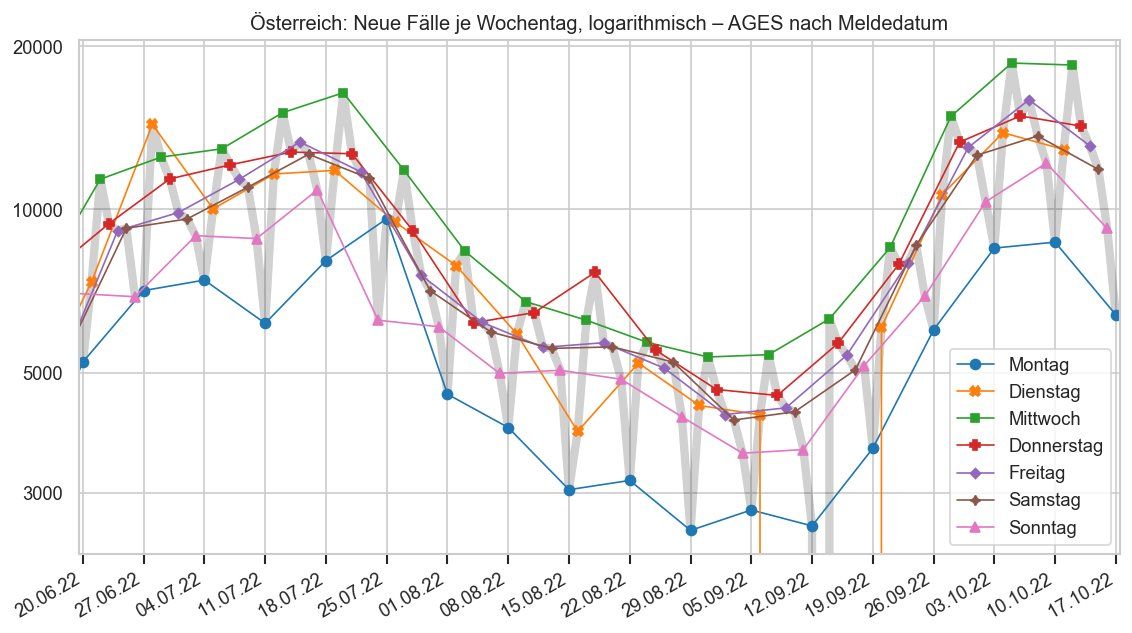 Österreich: Neue Fälle je Wochentag, logarithmisch – AGES nach Meldedatum
20000
10000
5000
3000
Montag
Dienstag
Mittwoch
Donnerstag
Freitag
Samstag
Sonntag
20.06.22
27.06.22
04.07.22
11.07.22
18.07.22
25.07.22
01.08.22
08.08.22
15.08.22
22.08.22
29.08.22
05.09.22
12.09.22
19.09.22
26.09.22
03.10.22
10.10.22
17.10.22